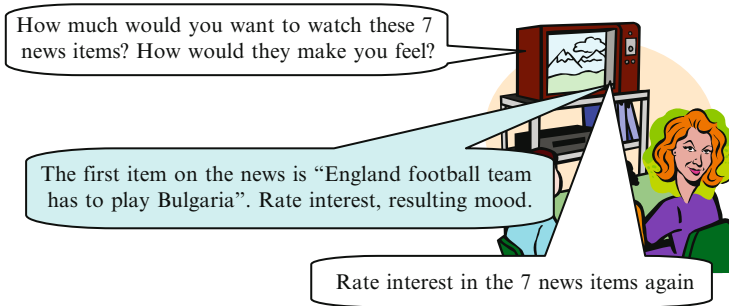 How much would you want to watch these 7
news items? How would they make you feel?
The first item on the news is “England football team
has to play Bulgaria”. Rate interest, resulting mood.
Rate interest in the 7 news items again